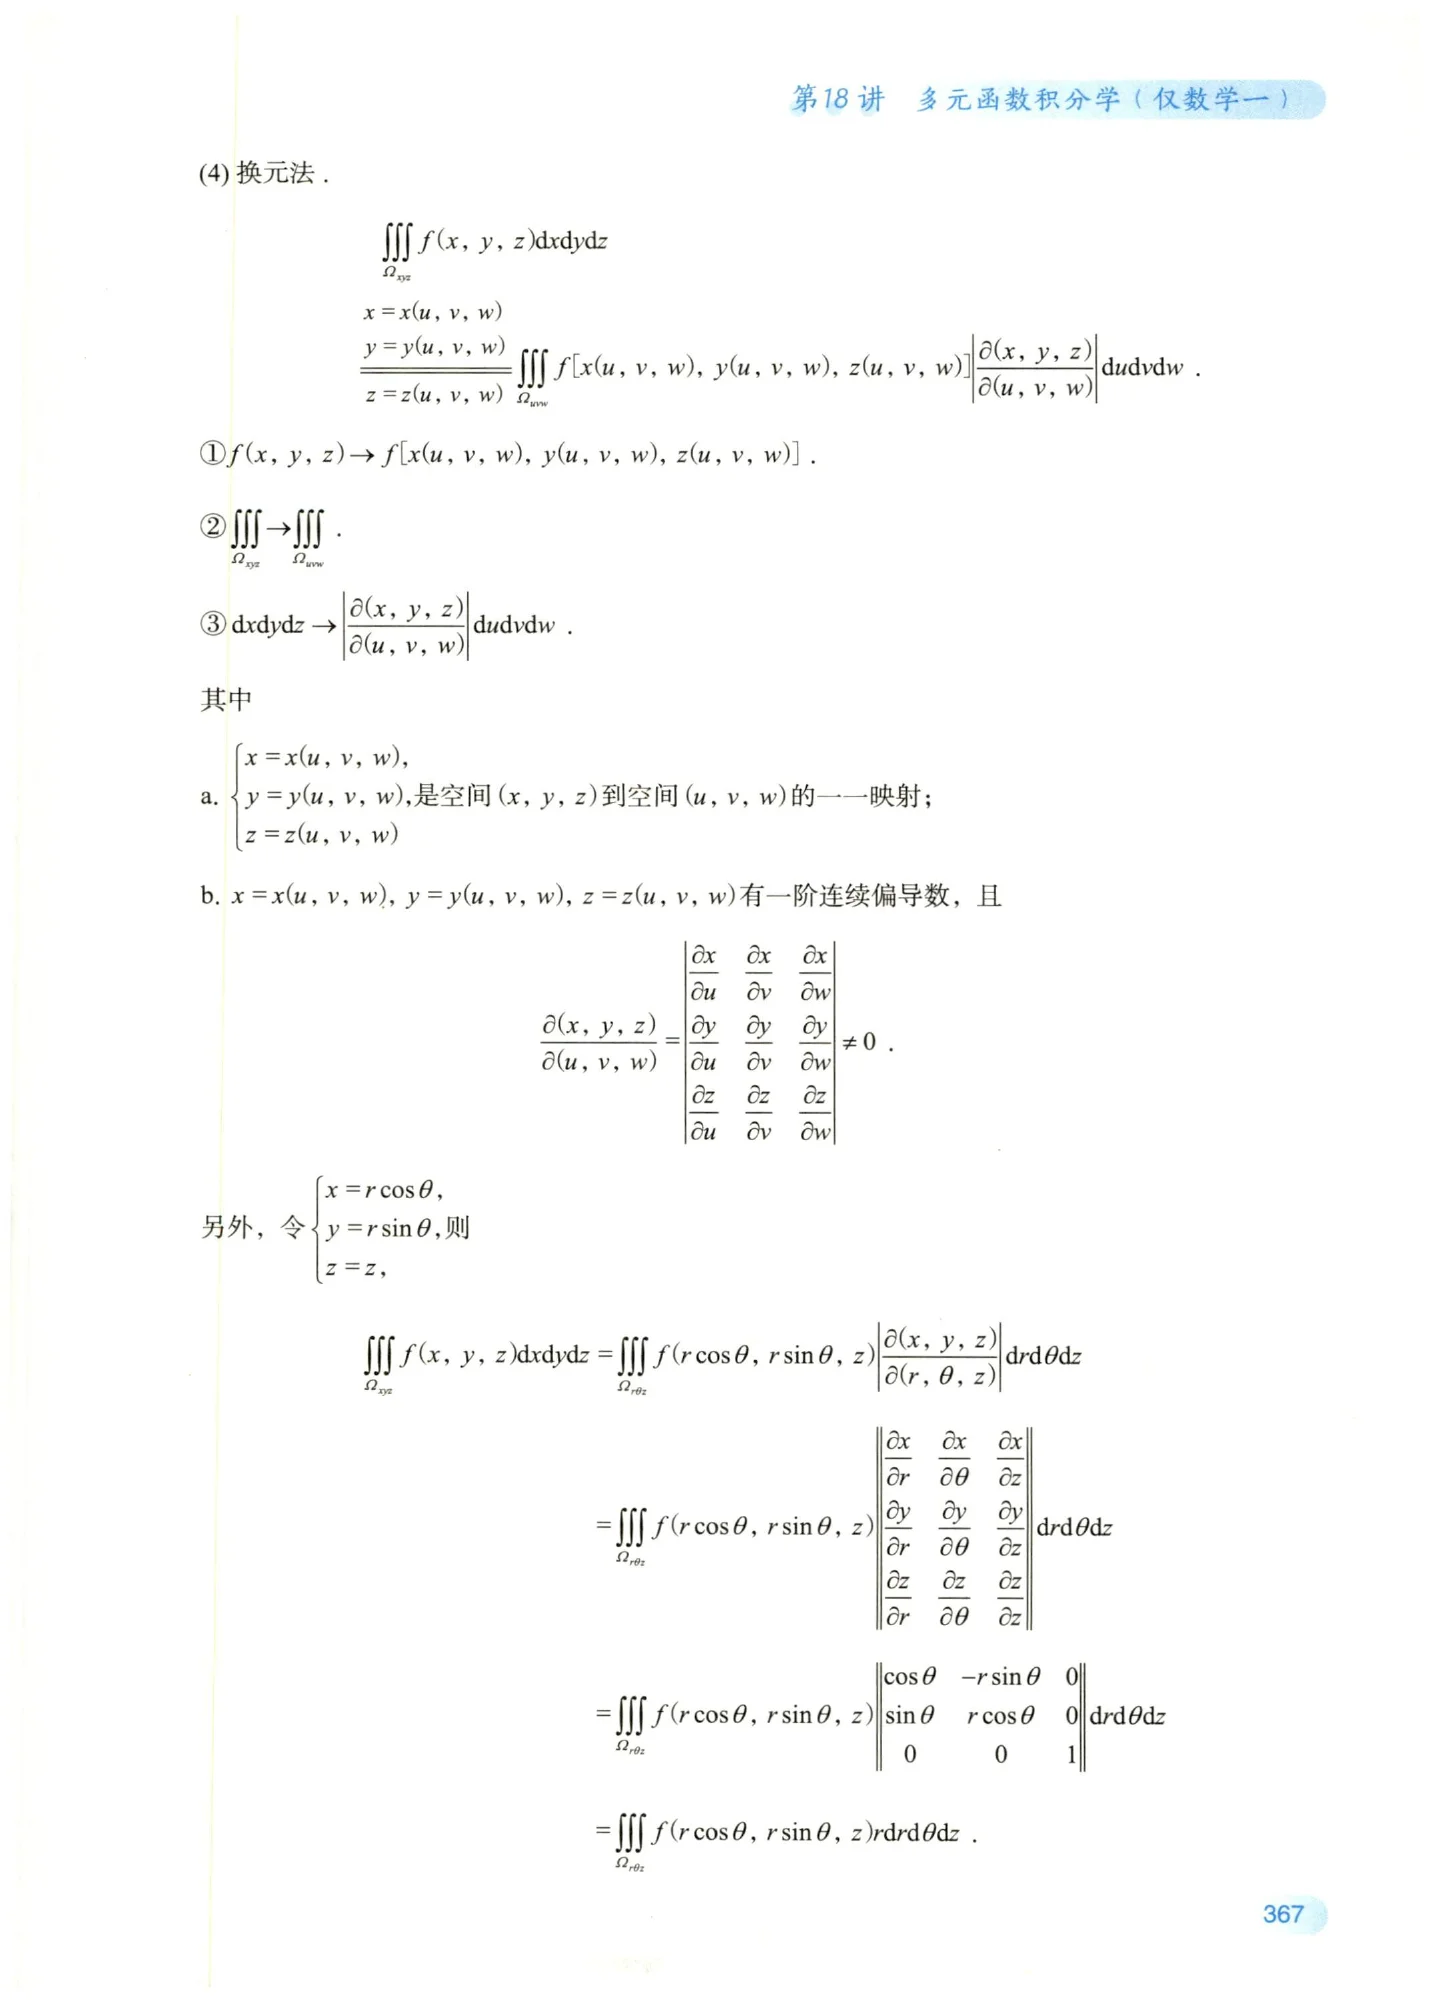 第18讲 多元函数积分学(仅数学一)
(4) 换元法.
$\iiint\limits_{\Omega_{xyz}} f(x, y, z)\mathrm{d}x\mathrm{d}y\mathrm{d}z$
$\xlongequal[z=z(u, v, w)]{\substack{x=x(u, v, w)\\ y=y(u, v, w)}} \iiint\limits_{\Omega_{uvw}} f[x(u, v, w), y(u, v, w), z(u, v, w)]\left|\frac{\partial(x, y, z)}{\partial(u, v, w)}\right|\mathrm{d}u\mathrm{d}v\mathrm{d}w$.
① $f(x, y, z) \to f[x(u, v, w), y(u, v, w), z(u, v, w)]$.
② $\iiint\limits_{\Omega_{xyz}} \to \iiint\limits_{\Omega_{uvw}}$.
③ $\mathrm{d}x\mathrm{d}y\mathrm{d}z \to \left|\frac{\partial(x, y, z)}{\partial(u, v, w)}\right|\mathrm{d}u\mathrm{d}v\mathrm{d}w$.
其中
a. $\begin{cases} x=x(u, v, w), \\ y=y(u, v, w), \\ z=z(u, v, w) \end{cases}$ 是空间 $(x, y, z)$ 到空间 $(u, v, w)$ 的一一映射;
b. $x=x(u, v, w), y=y(u, v, w), z=z(u, v, w)$ 有一阶连续偏导数, 且
$\frac{\partial(x, y, z)}{\partial(u, v, w)} = \begin{vmatrix} \frac{\partial x}{\partial u} & \frac{\partial x}{\partial v} & \frac{\partial x}{\partial w} \\ \frac{\partial y}{\partial u} & \frac{\partial y}{\partial v} & \frac{\partial y}{\partial w} \\ \frac{\partial z}{\partial u} & \frac{\partial z}{\partial v} & \frac{\partial z}{\partial w} \end{vmatrix} \neq 0$.
另外, 令 $\begin{cases} x=r\cos\theta, \\ y=r\sin\theta, \\ z=z, \end{cases}$ 则
$\iiint\limits_{\Omega_{xyz}} f(x, y, z)\mathrm{d}x\mathrm{d}y\mathrm{d}z = \iiint\limits_{\Omega_{r\theta z}} f(r\cos\theta, r\sin\theta, z)\left|\frac{\partial(x, y, z)}{\partial(r, \theta, z)}\right|\mathrm{d}r\mathrm{d}\theta\mathrm{d}z$
$= \iiint\limits_{\Omega_{r\theta z}} f(r\cos\theta, r\sin\theta, z)\begin{Vmatrix} \frac{\partial x}{\partial r} & \frac{\partial x}{\partial \theta} & \frac{\partial x}{\partial z} \\ \frac{\partial y}{\partial r} & \frac{\partial y}{\partial \theta} & \frac{\partial y}{\partial z} \\ \frac{\partial z}{\partial r} & \frac{\partial z}{\partial \theta} & \frac{\partial z}{\partial z} \end{Vmatrix}\mathrm{d}r\mathrm{d}\theta\mathrm{d}z$
$= \iiint\limits_{\Omega_{r\theta z}} f(r\cos\theta, r\sin\theta, z)\begin{Vmatrix} \cos\theta & -r\sin\theta & 0 \\ \sin\theta & r\cos\theta & 0 \\ 0 & 0 & 1 \end{Vmatrix}\mathrm{d}r\mathrm{d}\theta\mathrm{d}z$
$= \iiint\limits_{\Omega_{r\theta z}} f(r\cos\theta, r\sin\theta, z)r\mathrm{d}r\mathrm{d}\theta\mathrm{d}z$.
367